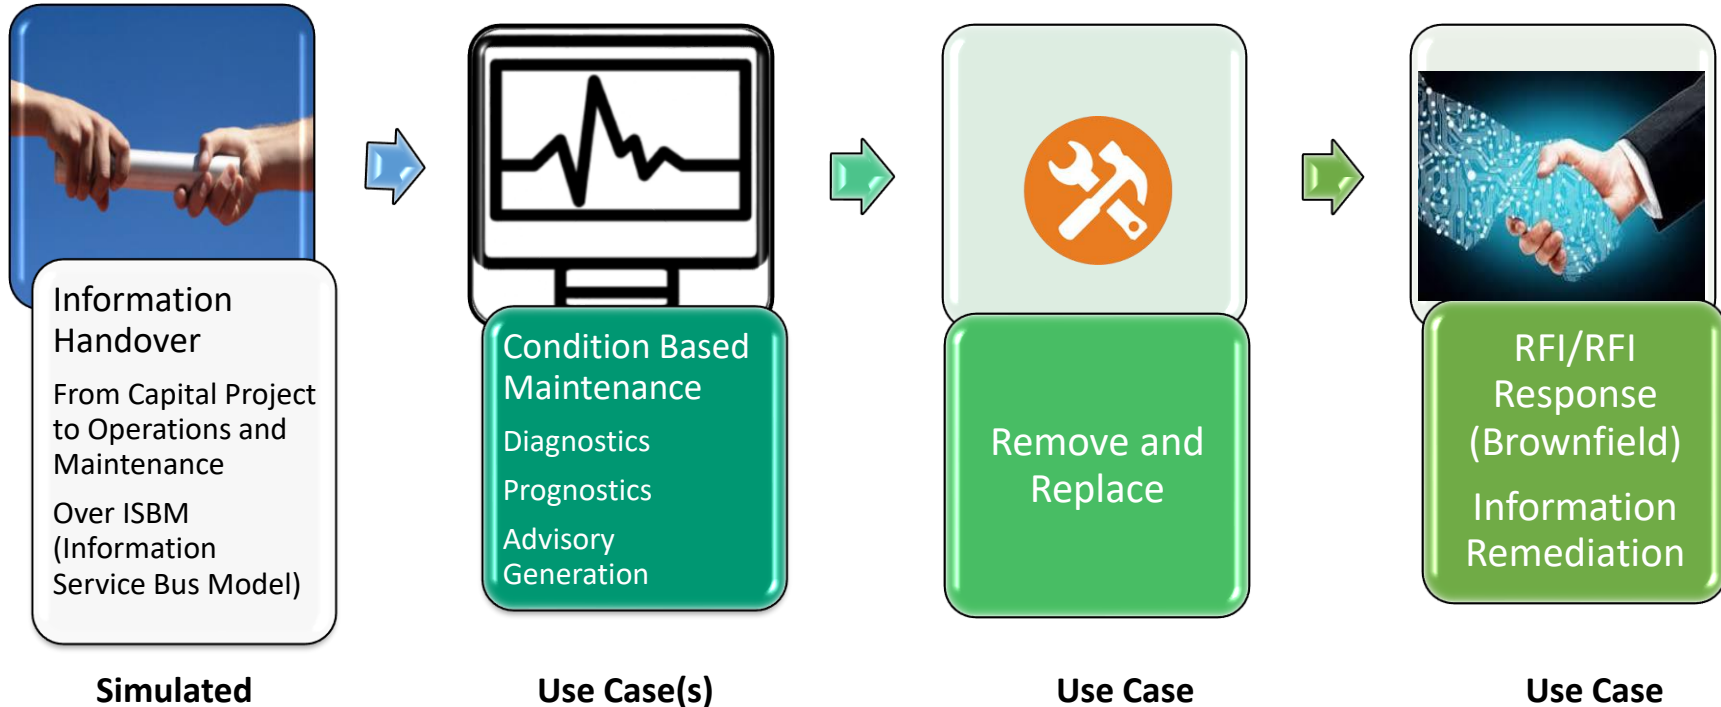 Information
Handover
From Capital Project
to Operations and
Maintenance
Over ISBM
(Information
Service Bus Model)
Simulated
Condition Based
Maintenance
Diagnostics
Prognostics
Advisory
Generation
Use Case(s)
Remove and
Replace
Use Case
RFI/RFI
Response
(Brownfield)
Information
Remediation
Use Case